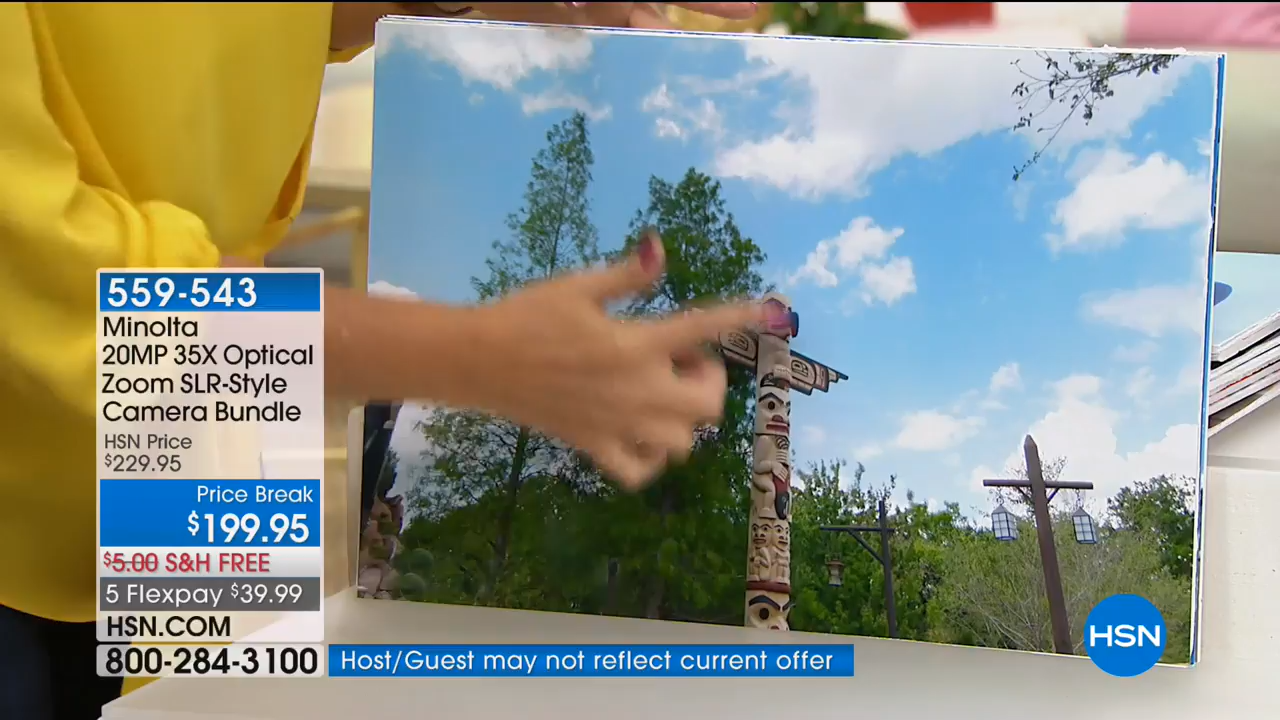 559-543
Minolta
20MP 35X Optical
Zoom SLR-Style
Camera Bundle
HSN Price
$229.95
Price Break
$199.95
$5.00 S&H FREE
5 Flexpay $39.99
HSN.COM
800-284-3100
Host/Guest may not reflect current offer
HSN